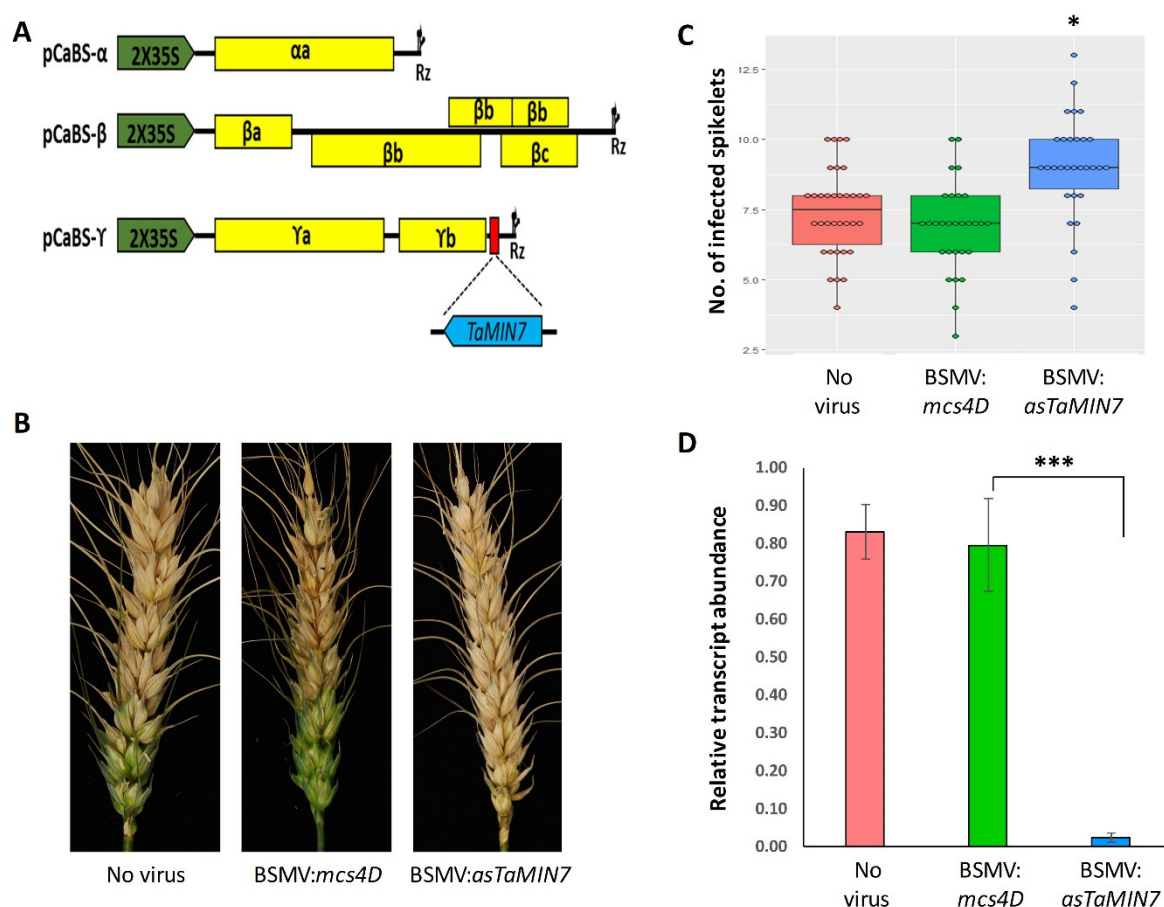 A
pCaBS-α 2X35S αa Rz
βb βb
pCaBS-β 2X35S βa Rz
βb βc
pCaBS-ϒ 2X35S ϒa ϒb Rz
TaMIN7
B
No virus BSMV:mcs4D BSMV:asTaMIN7
C
*
No. of infected spikelets
12.5
10.0
7.5
5.0
2.5
No BSMV: BSMV:
virus mcs4D asTaMIN7
D
***
Relative transcript abundance
1.00
0.90
0.80
0.70
0.60
0.50
0.40
0.30
0.20
0.10
0.00
No BSMV: BSMV:
virus mcs4D asTaMIN7